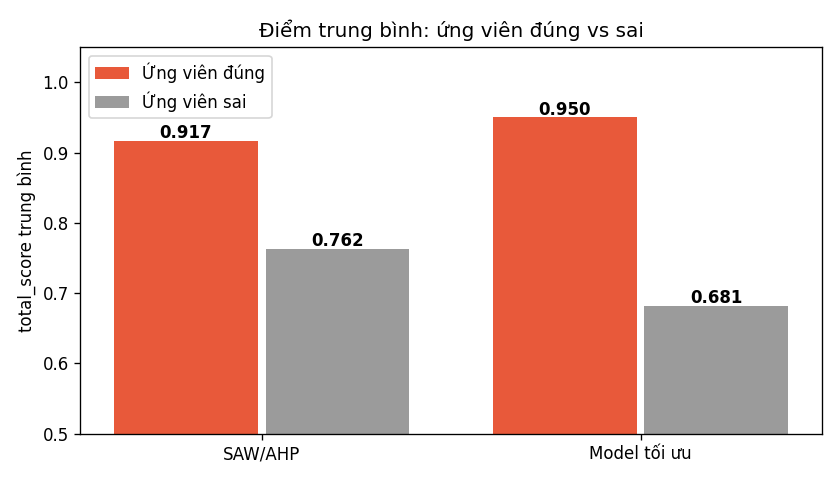 Điểm trung bình: ứng viên đúng vs sai
total_score trung bình
1.0
0.9
0.8
0.7
0.6
0.5
Ứng viên đúng
Ứng viên sai
0.917
0.762
0.950
0.681
SAW/AHP
Model tối ưu